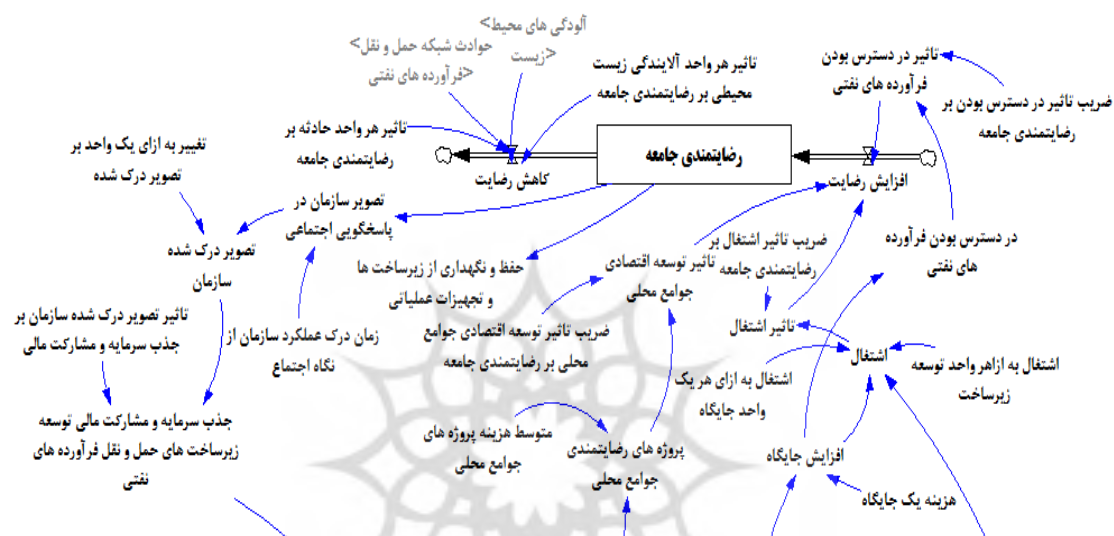 <آلودگی های محیط
زیست>
<حوادث شبکه حمل و نقل
فرآورده های نفتی>
تاثیر هر واحد آلایندگی زیست
محیطی بر رضایتمندی جامعه
تاثیر در دسترس بودن
فرآورده های نفتی
ضریب تاثیر در دسترس بودن بر
رضایتمندی جامعه
تاثیر هر واحد حادثه بر
رضایتمندی جامعه
رضایتمندی جامعه
کاهش رضایت
افزایش رضایت
تغییر به ازای یک واحد بر
تصویر درک شده
تصویر سازمان در
پاسخگویی اجتماعی
تصویر درک شده
سازمان
حفظ و نگهداری از زیرساخت ها
و تجهیزات عملیاتی
تاثیر توسعه اقتصادی
جوامع محلی
ضریب تاثیر اشتغال بر
رضایتمندی جامعه
در دسترس بودن فرآورده
های نفتی
تاثیر تصویر درک شده سازمان بر
جذب سرمایه و مشارکت مالی
زمان درک عملکرد سازمان از
نگاه اجتماع
ضریب تاثیر توسعه اقتصادی جوامع
محلی بر رضایتمندی جامعه
تاثیر اشتغال
اشتغال
اشتغال به ازای هر یک
واحد جایگاه
اشتغال به ازاهر واحد توسعه
زیرساخت
جذب سرمایه و مشارکت مالی توسعه
زیرساخت های حمل و نقل فرآورده های
نفتی
متوسط هزینه پروژه های
جوامع محلی
پروژه های رضایتمندی
جوامع محلی
افزایش جایگاه
هزینه یک جایگاه